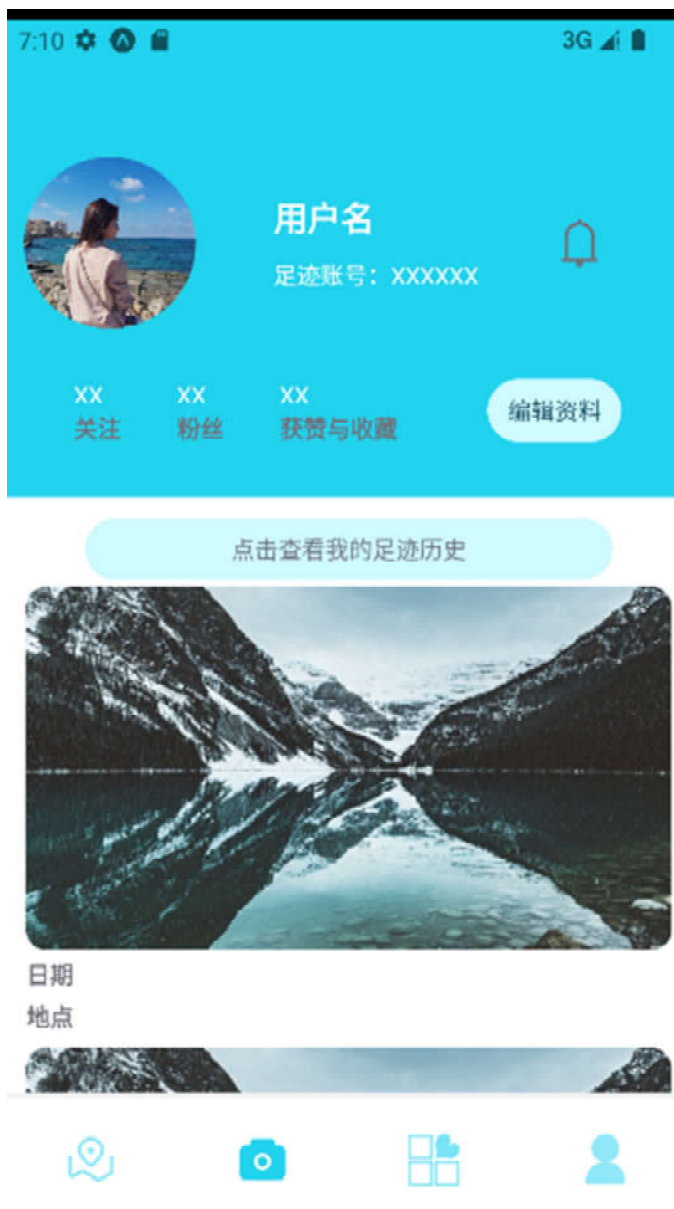 7:10 3G
用户名
足迹账号：XXXXXX
XX XX XX
关注 粉丝 获赞与收藏
编辑资料
点击查看我的足迹历史
日期
地点